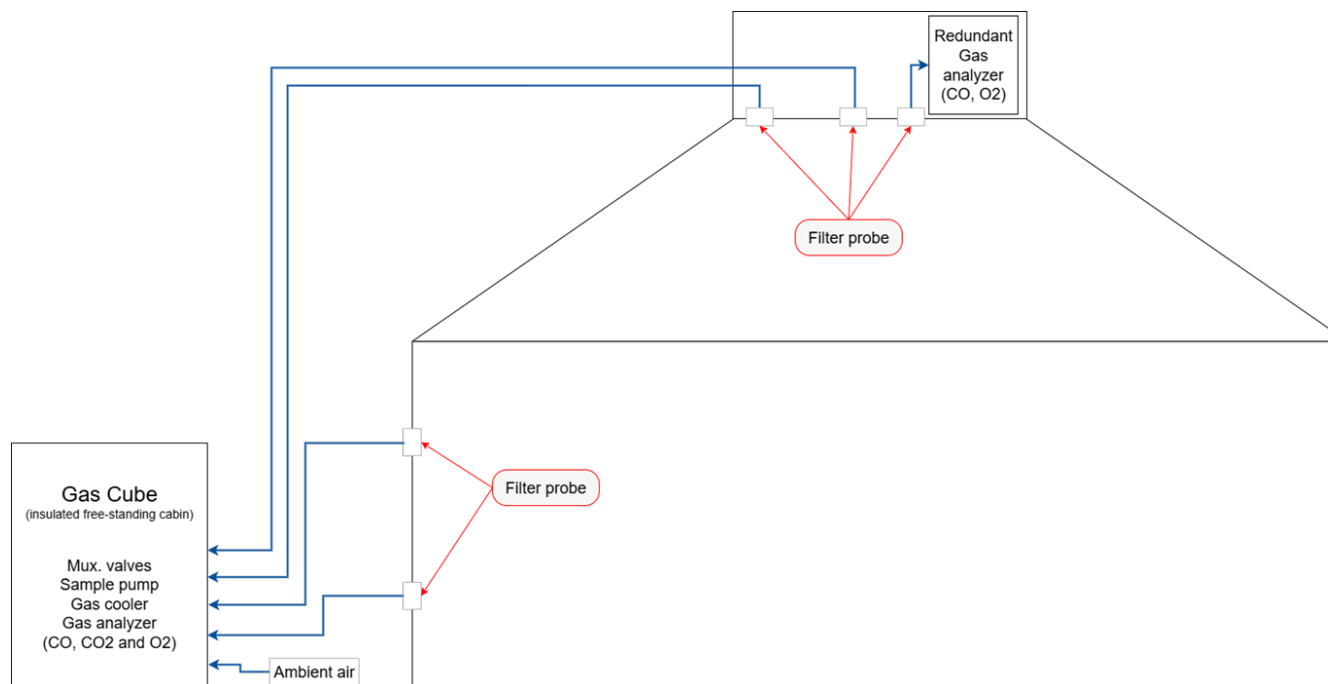 Redundant
Gas
analyzer
(CO, O2)
Filter probe
Filter probe
Gas Cube
(insulated free-standing cabin)
Mux. valves
Sample pump
Gas cooler
Gas analyzer
(CO, CO2 and O2)
Ambient air